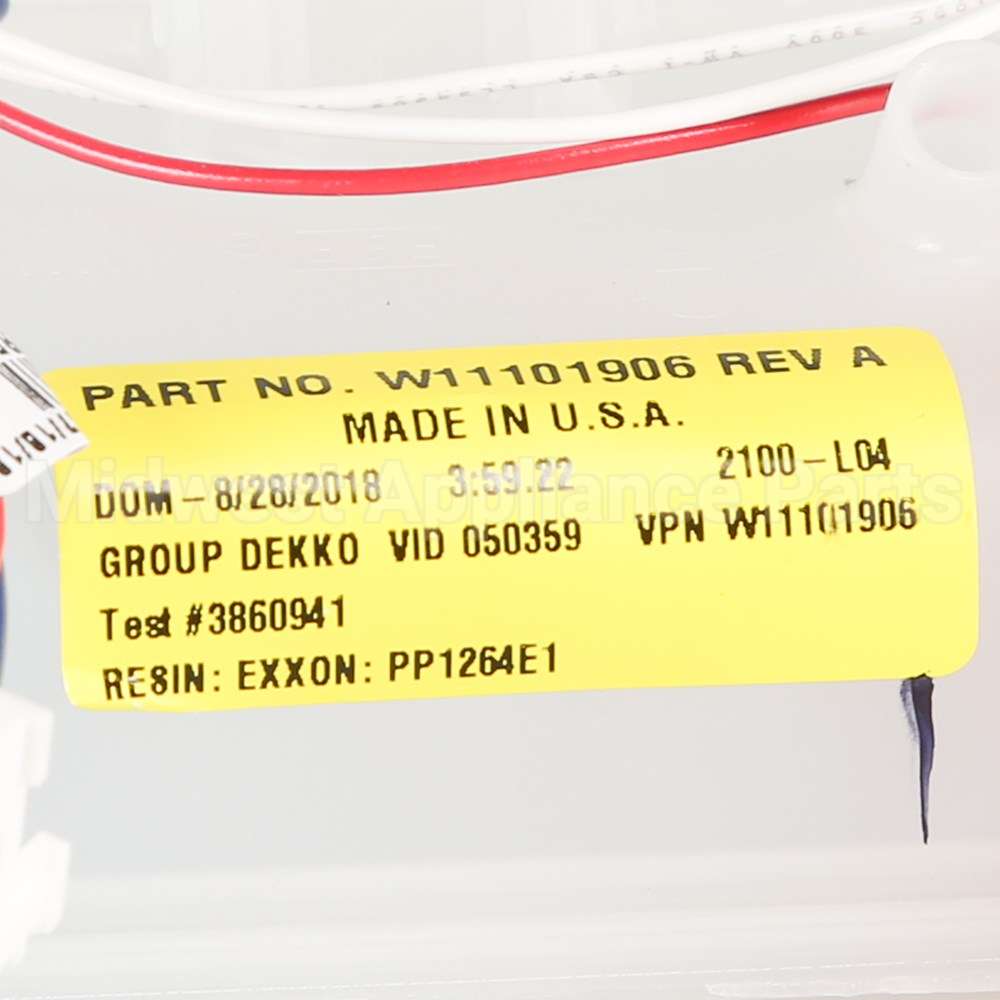 PART NO. W11101906 REV A
MADE IN U.S.A.
DOM - 8/28/2018 3:59.22 2100-L04
Midwest Appliance Parts
GROUP DEKKO VID 050359 VPN W11101906
Test #3860941
RESIN: EXXON: PP1264E1